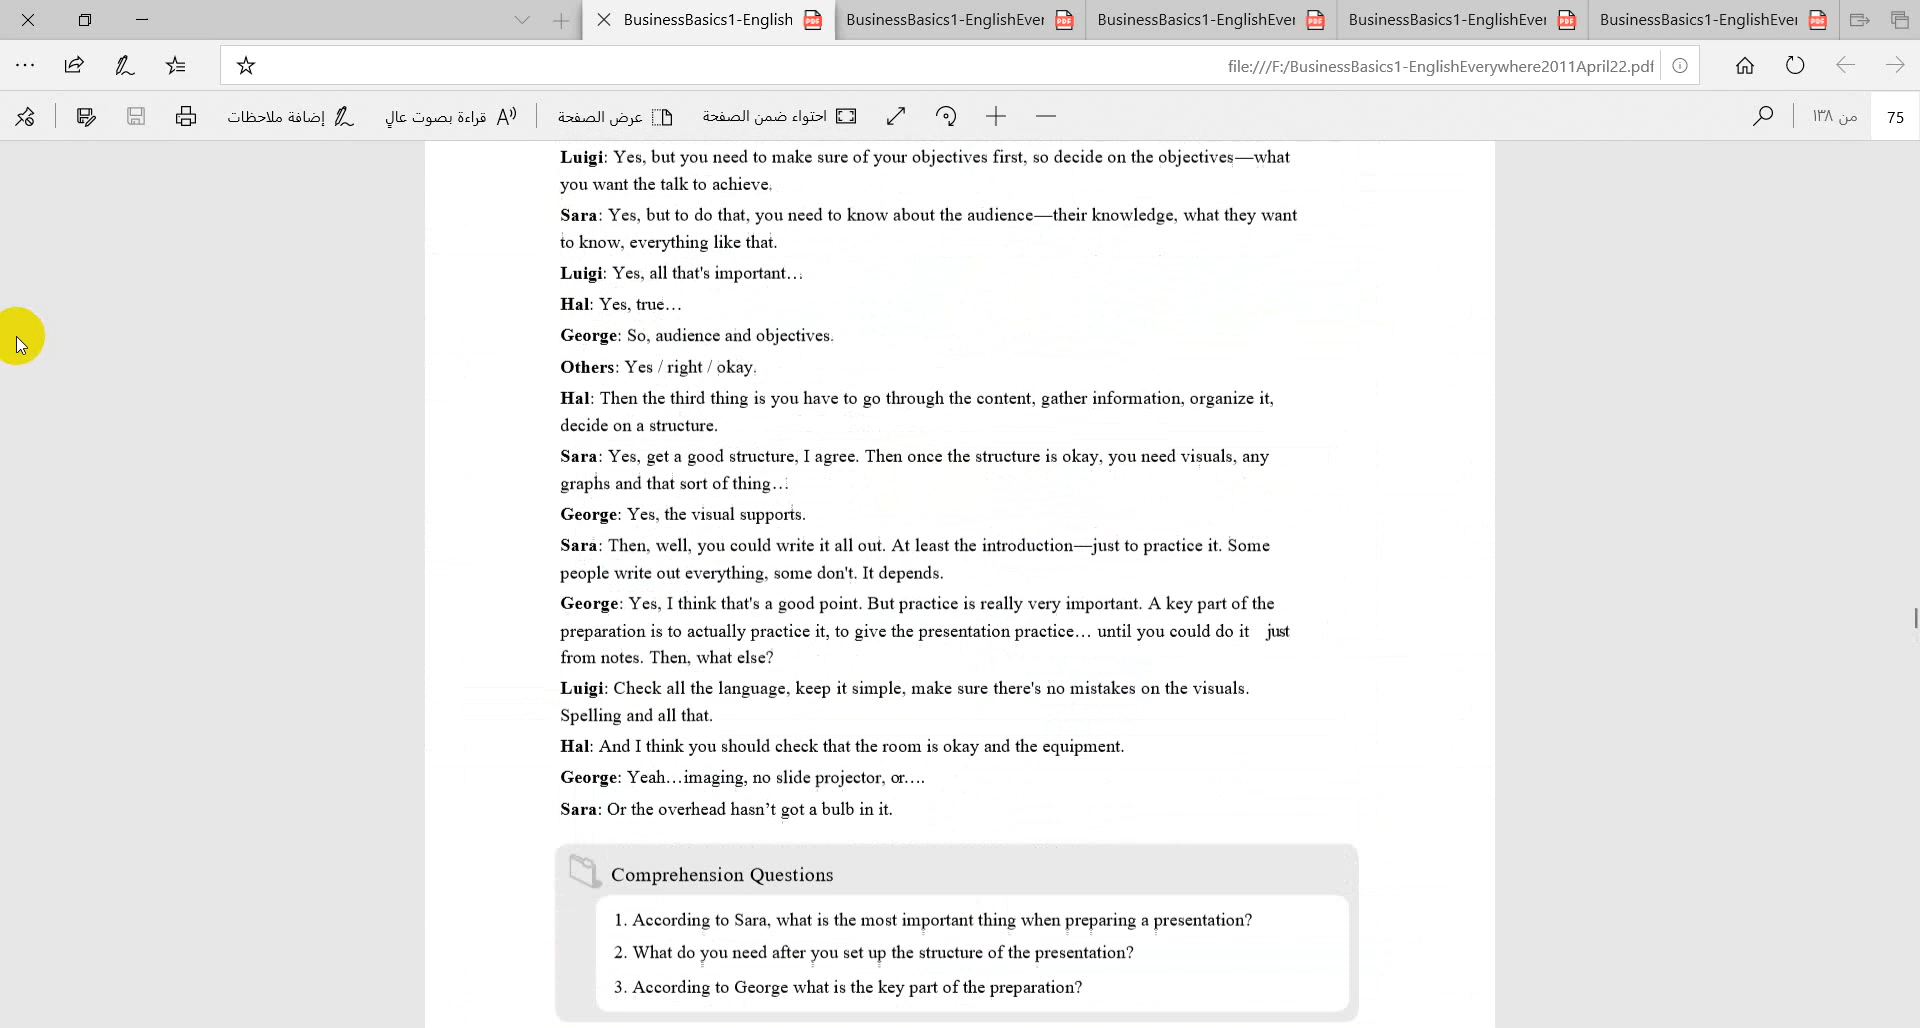 BusinessBasics1-English
BusinessBasics1-EnglishEver
BusinessBasics1-EnglishEver
BusinessBasics1-EnglishEver
BusinessBasics1-EnglishEver
file:///F:/BusinessBasics1-EnglishEverywhere2011April22.pdf
إضافة ملاحظات
قراءة بصوت عالٍ
عرض الصفحة
احتواء ضمن الصفحة
من ١٣٨
75
Luigi: Yes, but you need to make sure of your objectives first, so decide on the objectives—what
you want the talk to achieve.
Sara: Yes, but to do that, you need to know about the audience—their knowledge, what they want
to know, everything like that.
Luigi: Yes, all that's important…
Hal: Yes, true…
George: So, audience and objectives.
Others: Yes / right / okay.
Hal: Then the third thing is you have to go through the content, gather information, organize it,
decide on a structure.
Sara: Yes, get a good structure, I agree. Then once the structure is okay, you need visuals, any
graphs and that sort of thing…
George: Yes, the visual supports.
Sara: Then, well, you could write it all out. At least the introduction—just to practice it. Some
people write out everything, some don't. It depends.
George: Yes, I think that's a good point. But practice is really very important. A key part of the
preparation is to actually practice it, to give the presentation practice… until you could do it just
from notes. Then, what else?
Luigi: Check all the language, keep it simple, make sure there's no mistakes on the visuals.
Spelling and all that.
Hal: And I think you should check that the room is okay and the equipment.
George: Yeah…imaging, no slide projector, or….
Sara: Or the overhead hasn't got a bulb in it.
Comprehension Questions
1. According to Sara, what is the most important thing when preparing a presentation?
2. What do you need after you set up the structure of the presentation?
3. According to George what is the key part of the preparation?